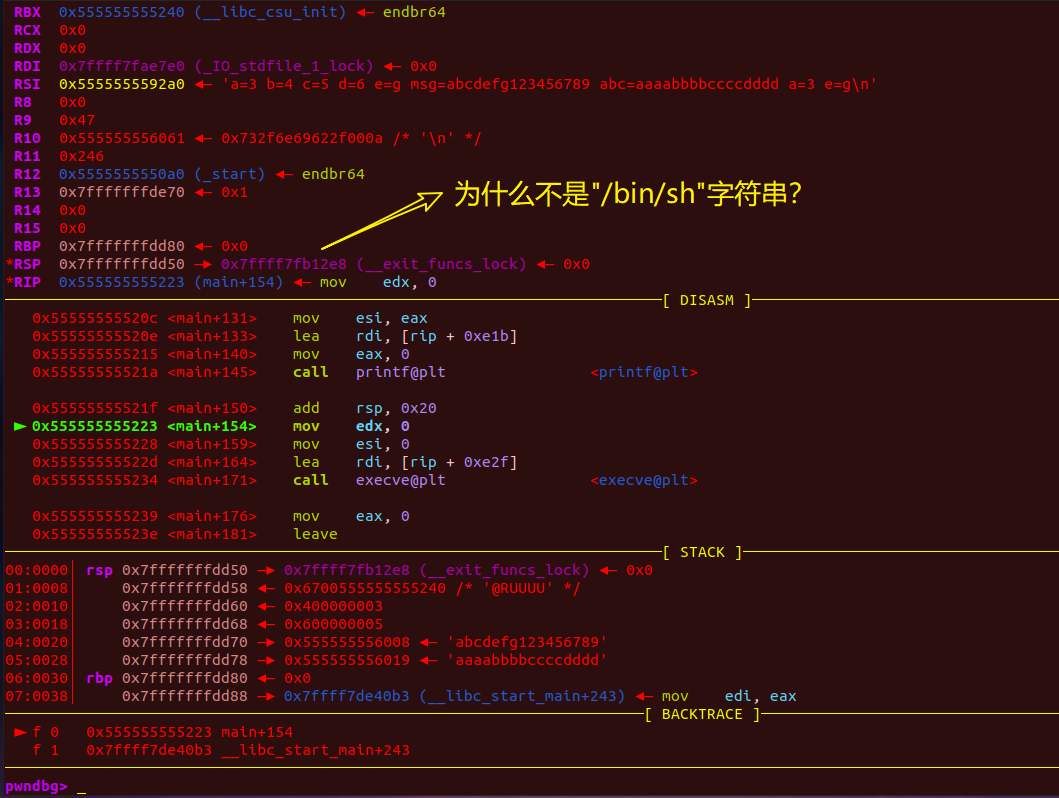 RBX  0x555555555240 (__libc_csu_init) ◂— endbr64
RCX  0x0
RDX  0x0
RDI  0x7ffff7fae7e0 (_IO_stdfile_1_lock) ◂— 0x0
RSI  0x5555555592a0 ◂— 'a=3 b=4 c=5 d=6 e=g msg=abcdefg123456789 abc=aaaabbbbccccdddd a=3 e=g\n'
R8   0x0
R9   0x47
R10  0x555555556061 ◂— 0x732f6e69622f000a /* '\n' */
R11  0x246
R12  0x5555555550a0 (_start) ◂— endbr64
R13  0x7fffffffde70 ◂— 0x1
为什么不是"/bin/sh"字符串?
R14  0x0
R15  0x0
RBP  0x7fffffffdd80 ◂— 0x0
*RSP  0x7fffffffdd50 —▸ 0x7ffff7fb12e8 (__exit_funcs_lock) ◂— 0x0
*RIP  0x555555555223 (main+154) ◂— mov    edx, 0
[ DISASM ]
0x55555555520c <main+131>    mov    esi, eax
0x55555555520e <main+133>    lea    rdi, [rip + 0xe1b]
0x555555555215 <main+140>    mov    eax, 0
0x55555555521a <main+145>    call   printf@plt                <printf@plt>
0x55555555521f <main+150>    add    rsp, 0x20
► 0x555555555223 <main+154>    mov    edx, 0
0x555555555228 <main+159>    mov    esi, 0
0x55555555522d <main+164>    lea    rdi, [rip + 0xe2f]
0x555555555234 <main+171>    call   execve@plt                <execve@plt>
0x555555555239 <main+176>    mov    eax, 0
0x55555555523e <main+181>    leave
[ STACK ]
00:0000│ rsp 0x7fffffffdd50 —▸ 0x7ffff7fb12e8 (__exit_funcs_lock) ◂— 0x0
01:0008│     0x7fffffffdd58 ◂— 0x6700555555555240 /* '@RUUUU' */
02:0010│     0x7fffffffdd60 ◂— 0x400000003
03:0018│     0x7fffffffdd68 ◂— 0x600000005
04:0020│     0x7fffffffdd70 —▸ 0x555555556008 ◂— 'abcdefg123456789'
05:0028│     0x7fffffffdd78 —▸ 0x555555556019 ◂— 'aaaabbbbccccdddd'
06:0030│ rbp 0x7fffffffdd80 ◂— 0x0
07:0038│     0x7fffffffdd88 —▸ 0x7ffff7de40b3 (__libc_start_main+243) ◂— mov    edi, eax
[ BACKTRACE ]
► f 0   0x555555555223 main+154
f 1   0x7ffff7de40b3 __libc_start_main+243
pwndbg> _